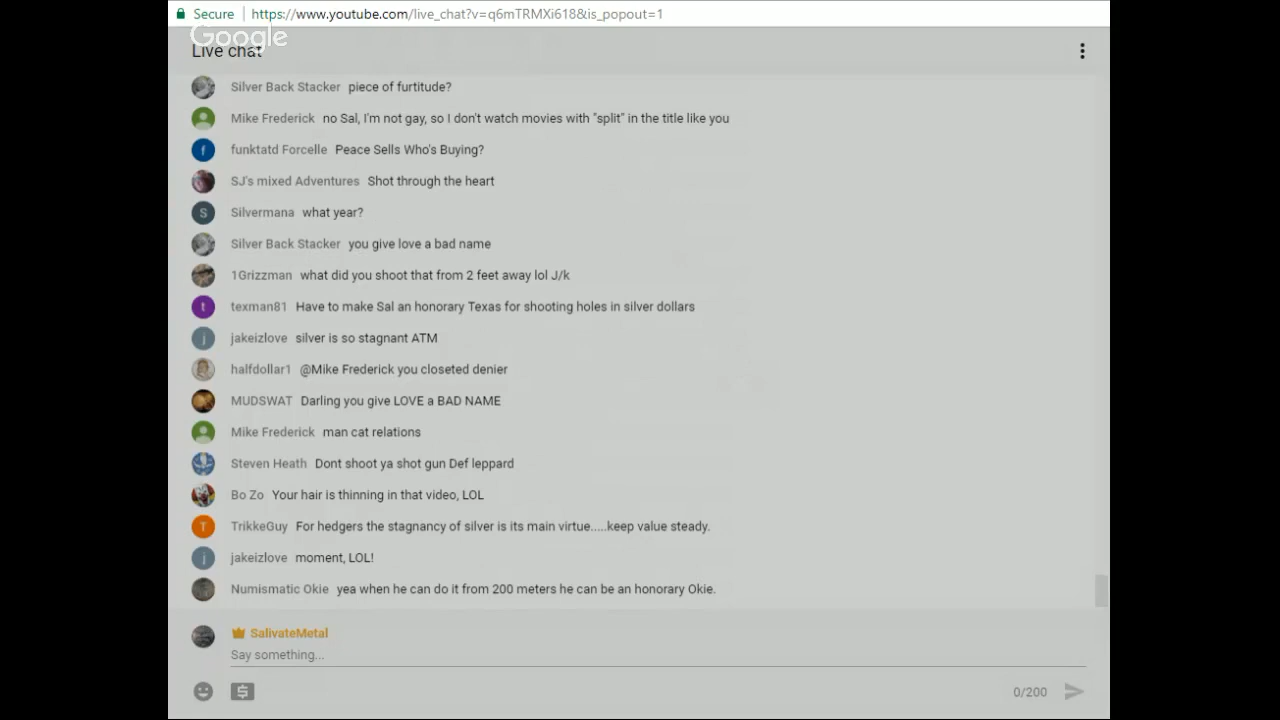 Secure https://www.youtube.com/live_chat?v=q6mTRMXi618&is_popout=1
Google
Live chat
Silver Back Stacker piece of furtitude?
Mike Frederick no Sal, I'm not gay, so I don't watch movies with "split" in the title like you
f funktatd Forcelle Peace Sells Who's Buying?
SJ's mixed Adventures Shot through the heart
S Silvermana what year?
Silver Back Stacker you give love a bad name
1Grizzman what did you shoot that from 2 feet away lol J/k
t texman81 Have to make Sal an honorary Texas for shooting holes in silver dollars
j jakeizlove silver is so stagnant ATM
halfdollar1 @Mike Frederick you closeted denier
MUDSWAT Darling you give LOVE a BAD NAME
Mike Frederick man cat relations
Steven Heath Dont shoot ya shot gun Def leppard
Bo Zo Your hair is thinning in that video, LOL
T TrikkeGuy For hedgers the stagnancy of silver is its main virtue.....keep value steady.
j jakeizlove moment, LOL!
Numismatic Okie yea when he can do it from 200 meters he can be an honorary Okie.
SalivateMetal
Say something...
0/200